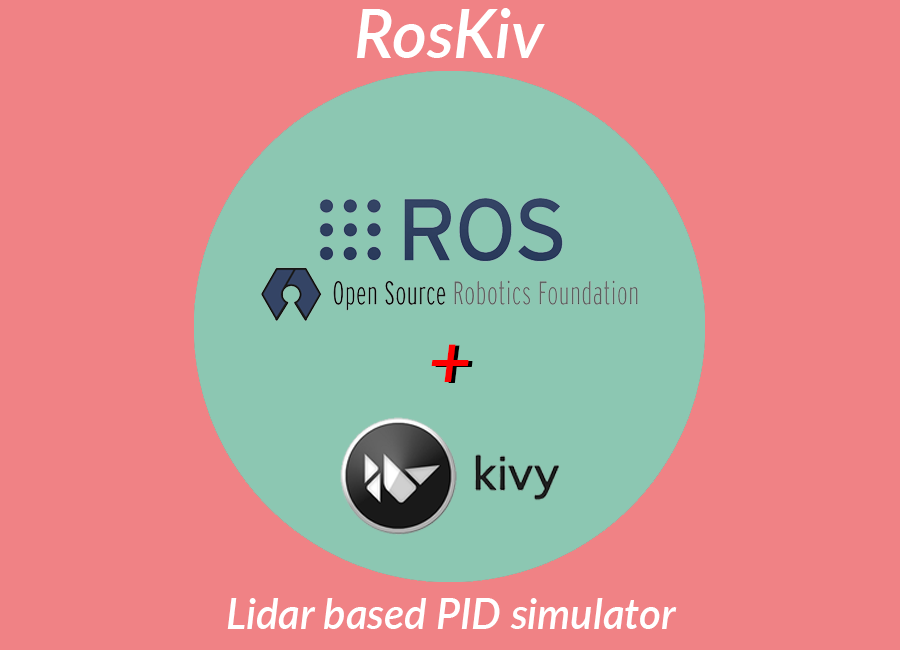 RosKiv
ROS
Open Source Robotics Foundation
+
kivy
Lidar based PID simulator